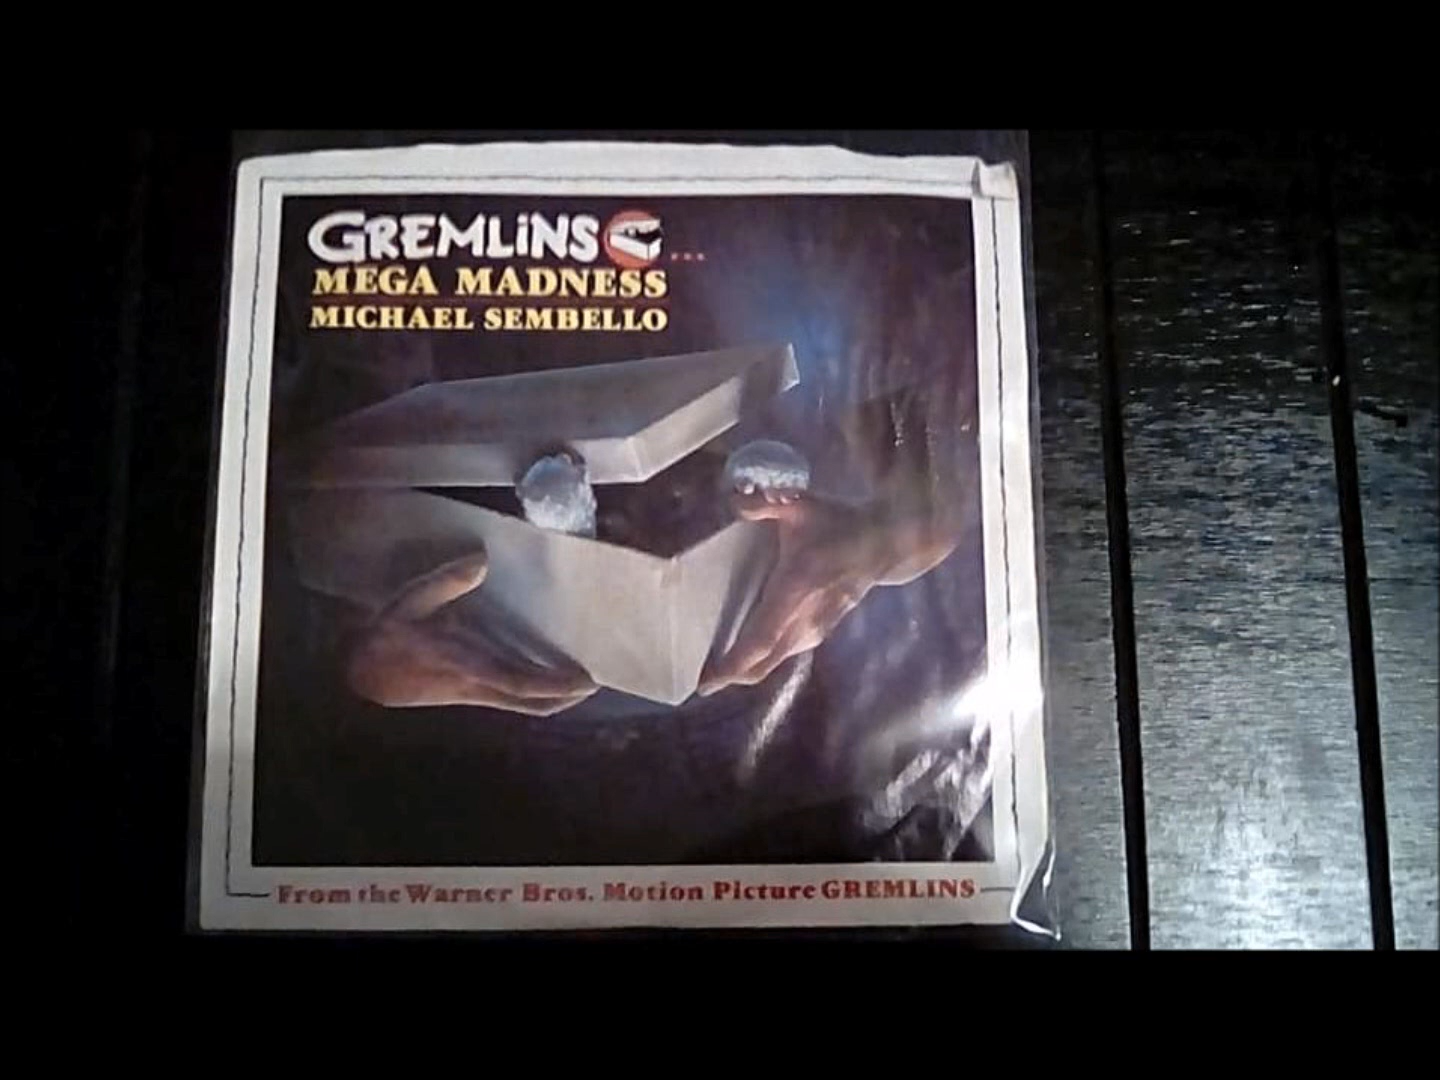 GREMLiNS...
MEGA MADNESS
MICHAEL SEMBELLO
From the Warner Bros. Motion Picture GREMLINS